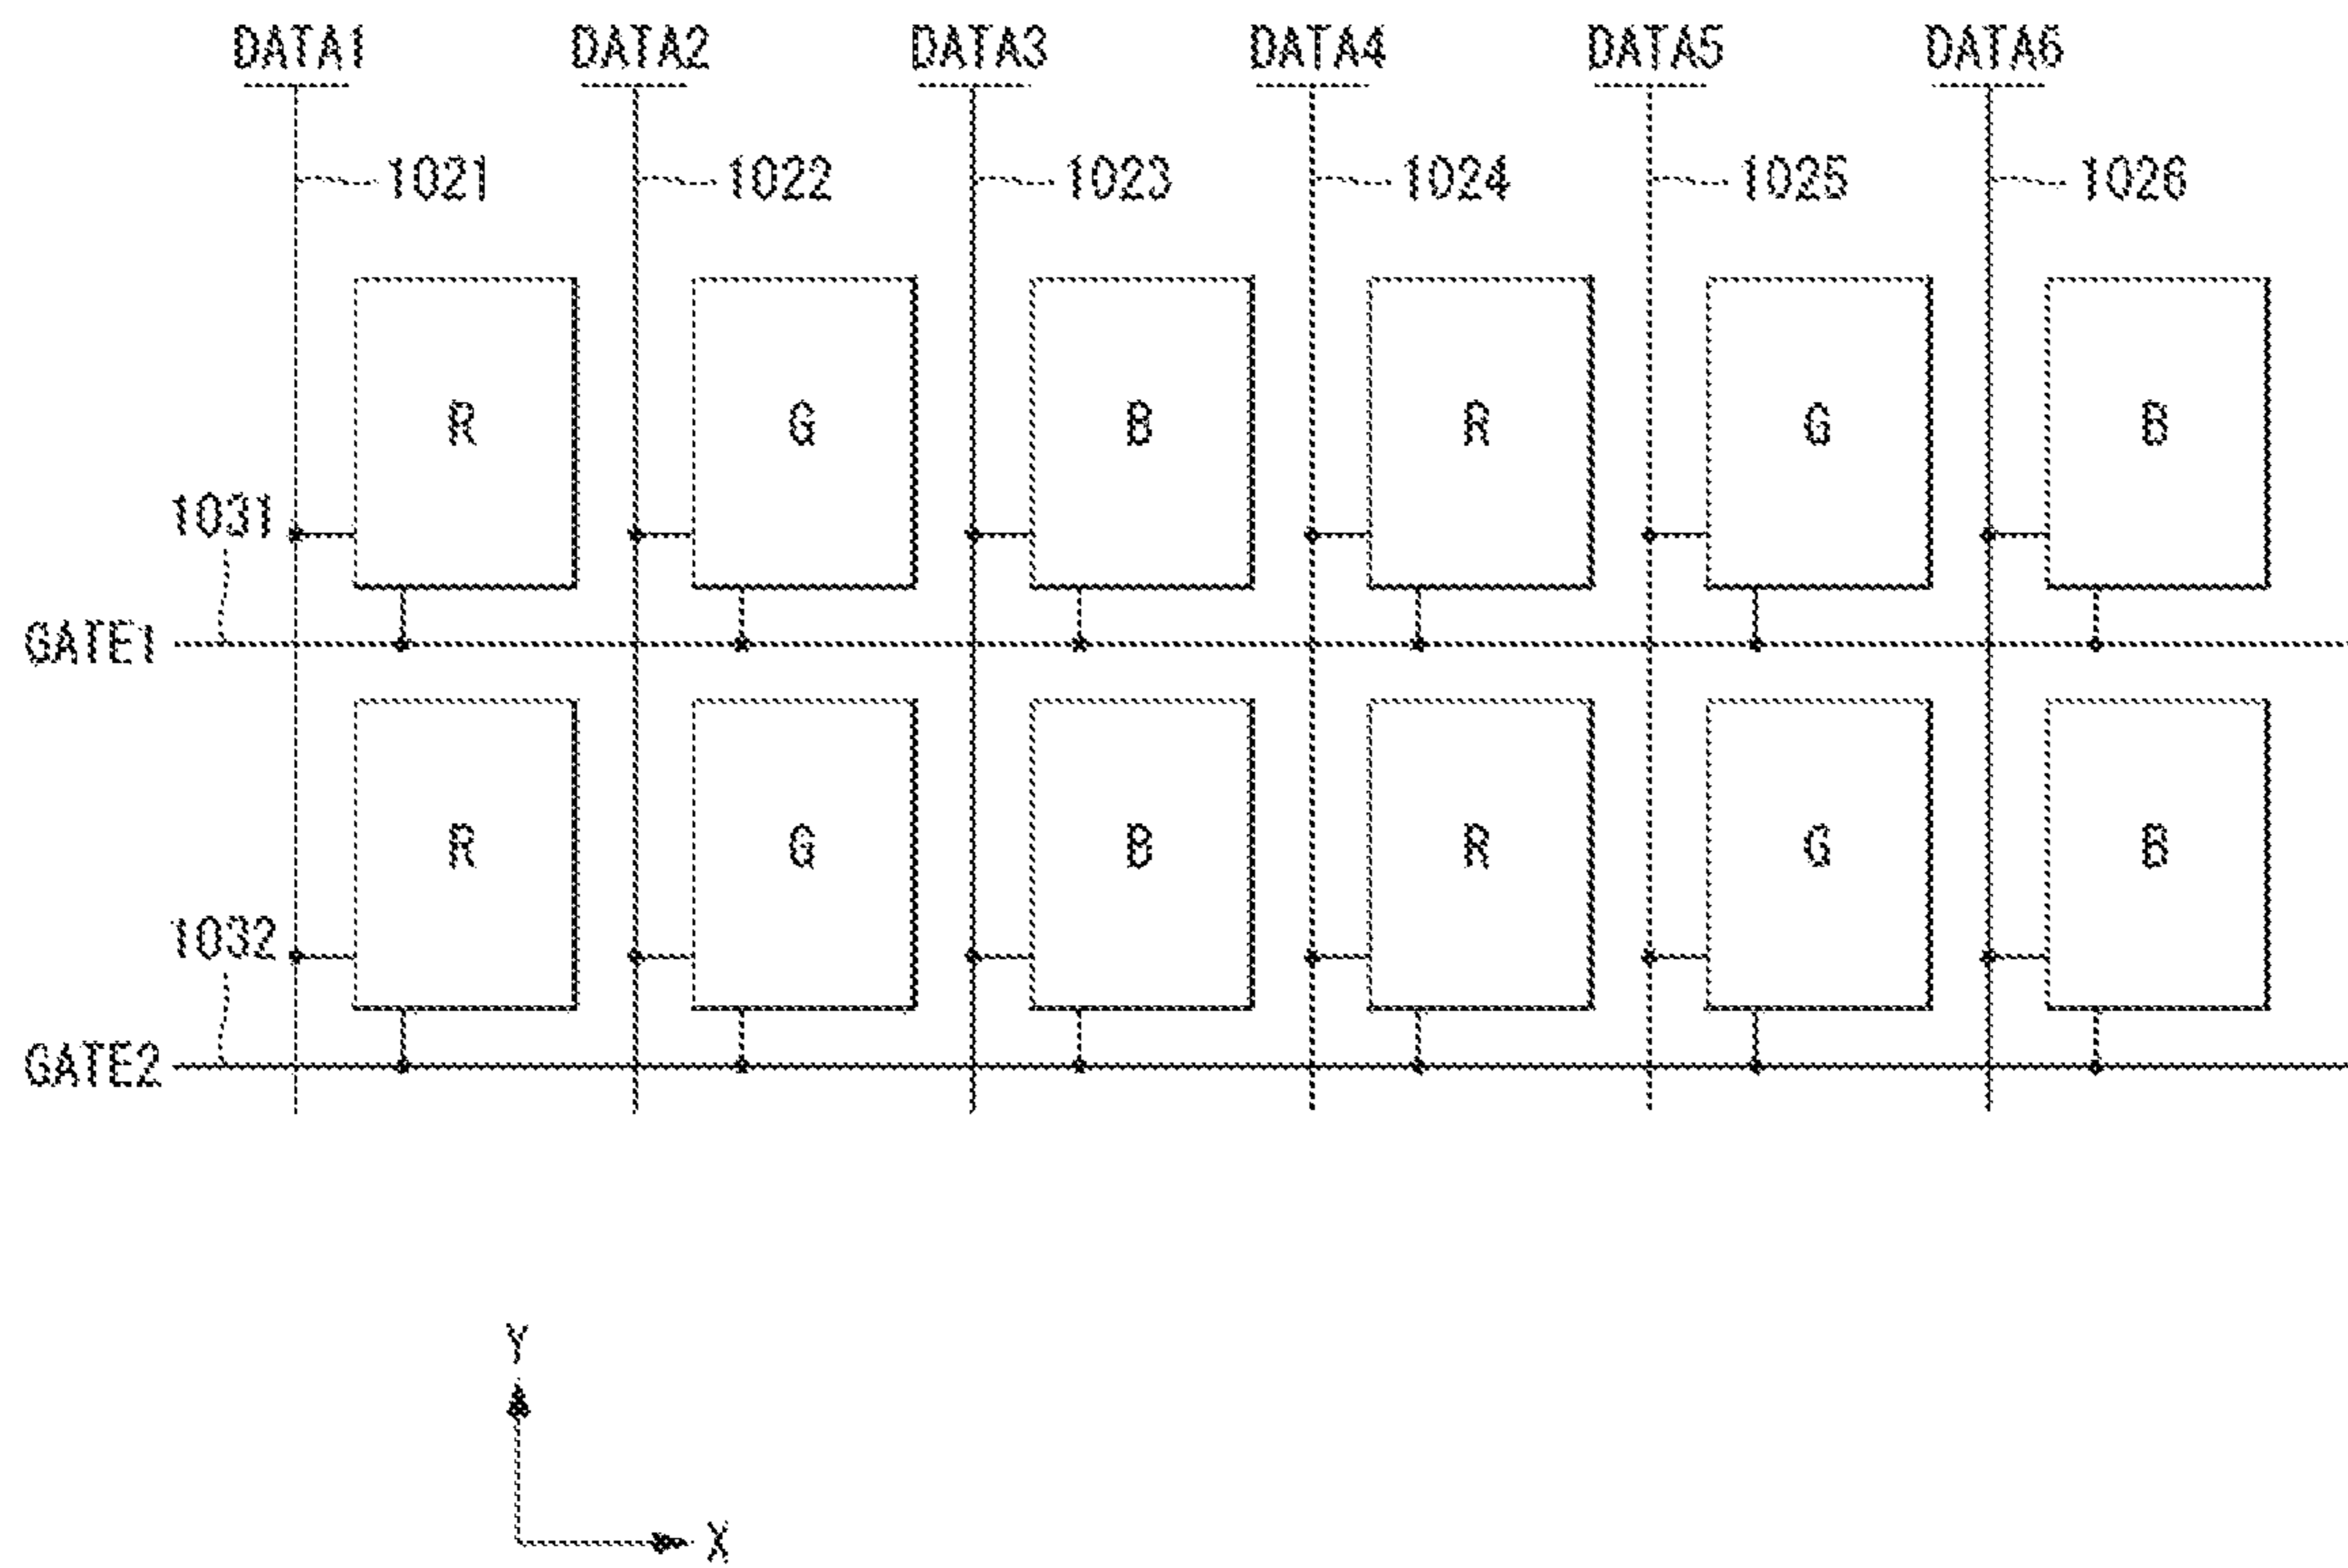 DATA1 DATA2 DATA3 DATA4 DATA5 DATA6
1021 1022 1023 1024 1025 1026
R G B R G B
1031
GATE1
R G B R G B
1032
GATE2
Y
X